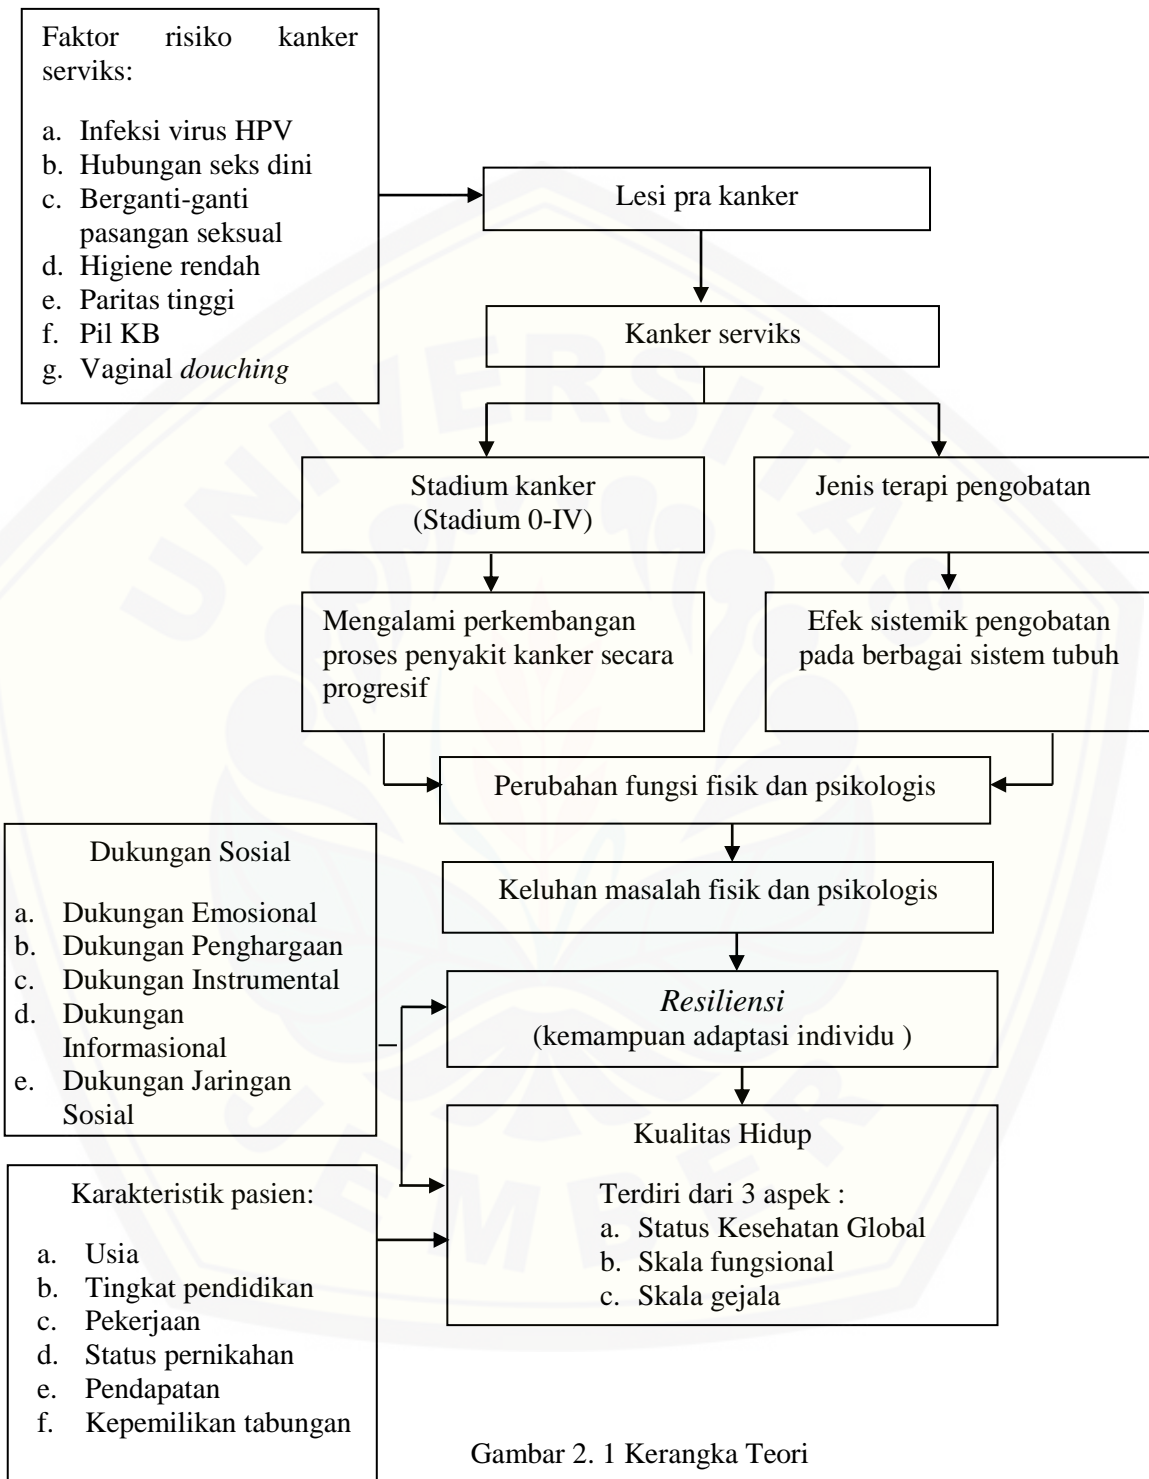 Faktor risiko kanker
serviks:
a. Infeksi virus HPV
b. Hubungan seks dini
c. Berganti-ganti
pasangan seksual
d. Higiene rendah
e. Paritas tinggi
f. Pil KB
g. Vaginal douching
Lesi pra kanker
Kanker serviks
Stadium kanker
(Stadium 0-IV)
Jenis terapi pengobatan
Mengalami perkembangan
proses penyakit kanker secara
progresif
Efek sistemik pengobatan
pada berbagai sistem tubuh
Perubahan fungsi fisik dan psikologis
Keluhan masalah fisik dan psikologis
Dukungan Sosial
a. Dukungan Emosional
b. Dukungan Penghargaan
c. Dukungan Instrumental
d. Dukungan
Informasional
e. Dukungan Jaringan
Sosial
Resiliensi
(kemampuan adaptasi individu )
Kualitas Hidup
Terdiri dari 3 aspek :
a. Status Kesehatan Global
b. Skala fungsional
c. Skala gejala
Karakteristik pasien:
a. Usia
b. Tingkat pendidikan
c. Pekerjaan
d. Status pernikahan
e. Pendapatan
f. Kepemilikan tabungan
Gambar 2. 1 Kerangka Teori
UNIVERSITAS
JEMBER